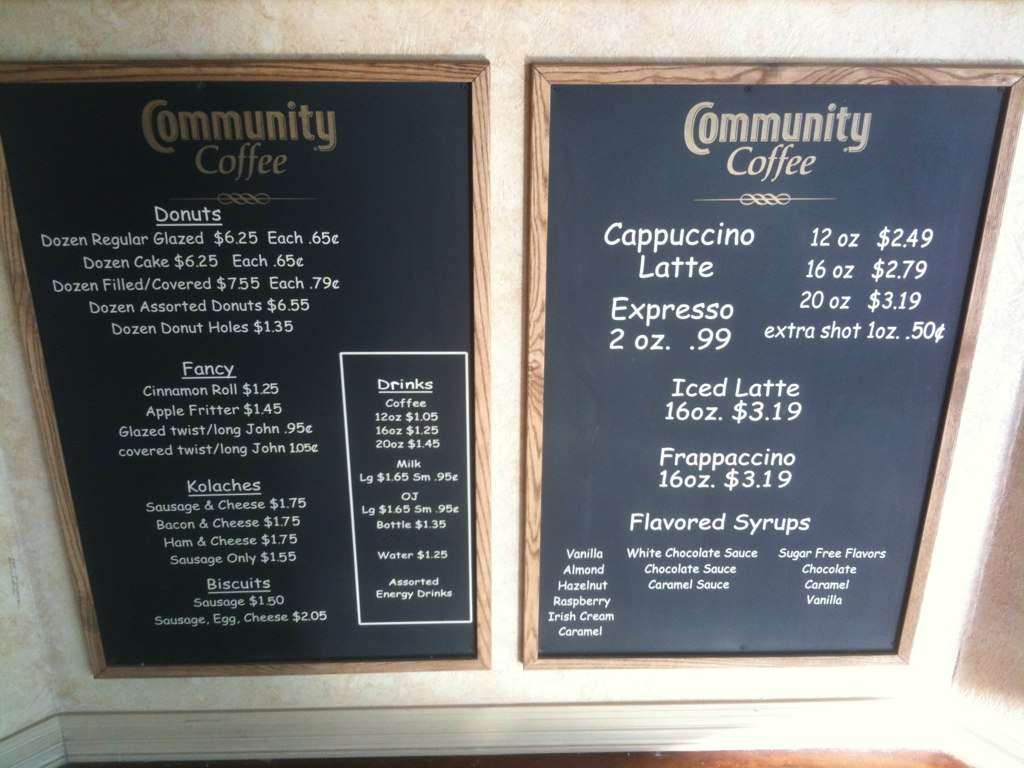 Community
Coffee
Donuts
Dozen Regular Glazed $6.25 Each .65¢
Dozen Cake $6.25 Each .65¢
Dozen Filled/Covered $7.55 Each .79¢
Dozen Assorted Donuts $6.55
Dozen Donut Holes $1.35
Fancy
Cinnamon Roll $1.25
Apple Fritter $1.45
Glazed twist/long John .95¢
covered twist/long John 1.05¢
Kolaches
Sausage & Cheese $1.75
Bacon & Cheese $1.75
Ham & Cheese $1.75
Sausage Only $1.55
Biscuits
Sausage $1.50
Sausage, Egg, Cheese $2.05
Drinks
Coffee
12oz $1.05
16oz $1.25
20oz $1.45
Milk
Lg $1.65 Sm .95¢
OJ
Lg $1.65 Sm .95¢
Bottle $1.35
Water $1.25
Assorted
Energy Drinks
Community
Coffee
Cappuccino
Latte
12 oz $2.49
16 oz $2.79
20 oz $3.19
extra shot 1oz. .50¢
Expresso
2 oz. .99
Iced Latte
16oz. $3.19
Frappaccino
16oz. $3.19
Flavored Syrups
Vanilla
Almond
Hazelnut
Raspberry
Irish Cream
Caramel
White Chocolate Sauce
Chocolate Sauce
Caramel Sauce
Sugar Free Flavors
Chocolate
Caramel
Vanilla